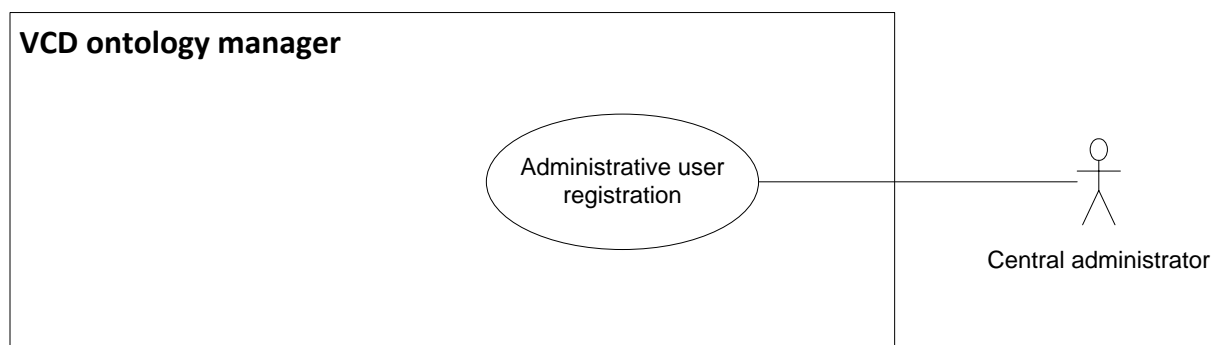 VCD ontology manager
Administrative user
registration
Central administrator